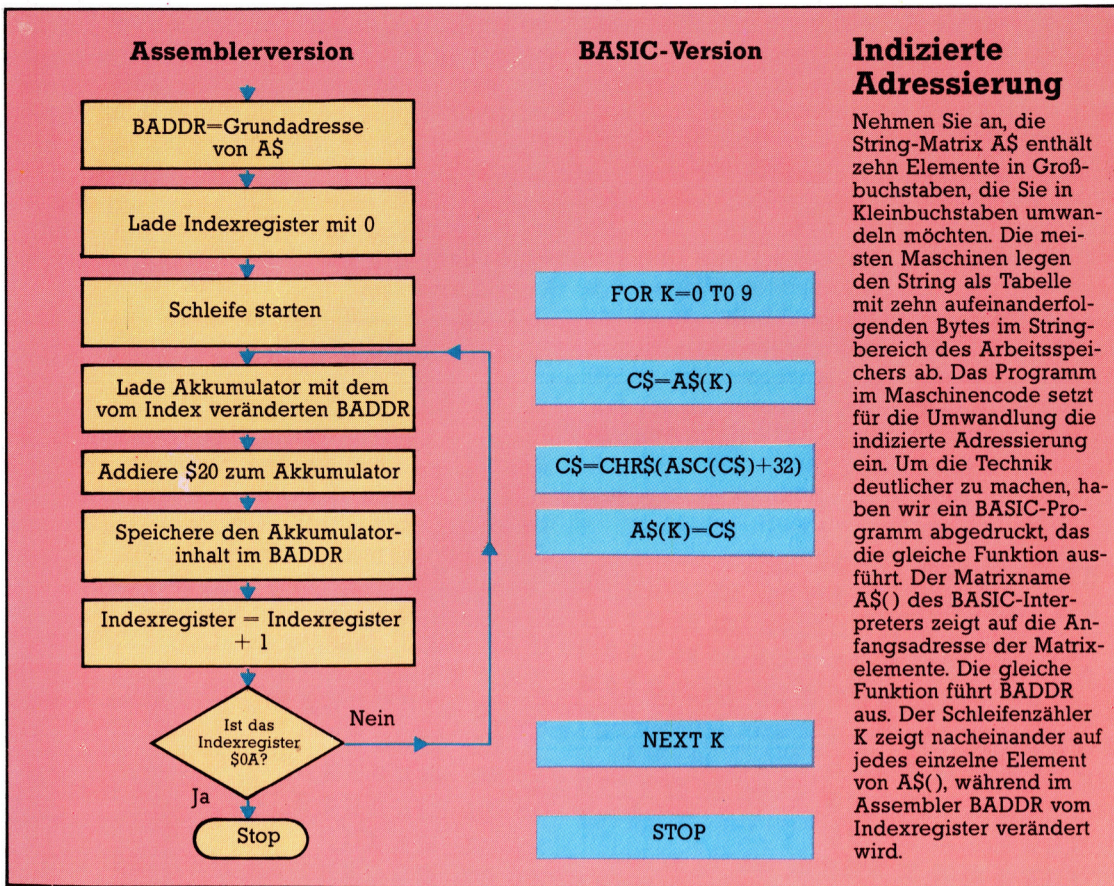 Assemblerversion
BADDR=Grundadresse
von A$
Lade Indexregister mit 0
Schleife starten
Lade Akkumulator mit dem
vom Index veränderten BADDR
Addiere $20 zum Akkumulator
Speichere den Akkumulator-
inhalt im BADDR
Indexregister = Indexregister
+ 1
Ist das
Indexregister
$0A?
Nein
Ja
Stop
BASIC-Version
FOR K=0 TO 9
C$=A$(K)
C$=CHR$(ASC(C$)+32)
A$(K)=C$
NEXT K
STOP
Indizierte
Adressierung
Nehmen Sie an, die
String-Matrix A$ enthält
zehn Elemente in Groß-
buchstaben, die Sie in
Kleinbuchstaben umwan-
deln möchten. Die mei-
sten Maschinen legen
den String als Tabelle
mit zehn aufeinanderfol-
genden Bytes im String-
bereich des Arbeitsspei-
chers ab. Das Programm
im Maschinencode setzt
für die Umwandlung die
indizierte Adressierung
ein. Um die Technik
deutlicher zu machen, ha-
ben wir ein BASIC-Pro-
gramm abgedruckt, das
die gleiche Funktion aus-
führt. Der Matrixname
A$() des BASIC-Inter-
preters zeigt auf die An-
fangsadresse der Matrix-
elemente. Die gleiche
Funktion führt BADDR
aus. Der Schleifenzähler
K zeigt nacheinander auf
jedes einzelne Element
von A$(), während im
Assembler BADDR vom
Indexregister verändert
wird.